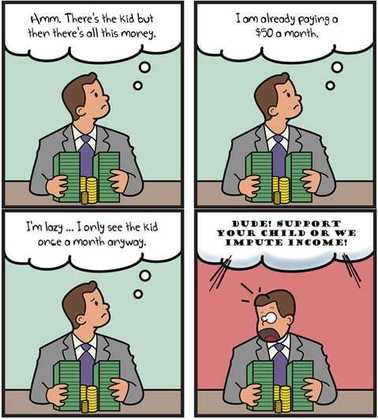 Hmm. There's the kid but
then there's all this money.
I am already paying a
$50 a month.
I'm lazy ... I only see the kid
once a month anyway.
DUDE! SUPPORT
YOUR CHILD OR WE
IMPUTE INCOME!